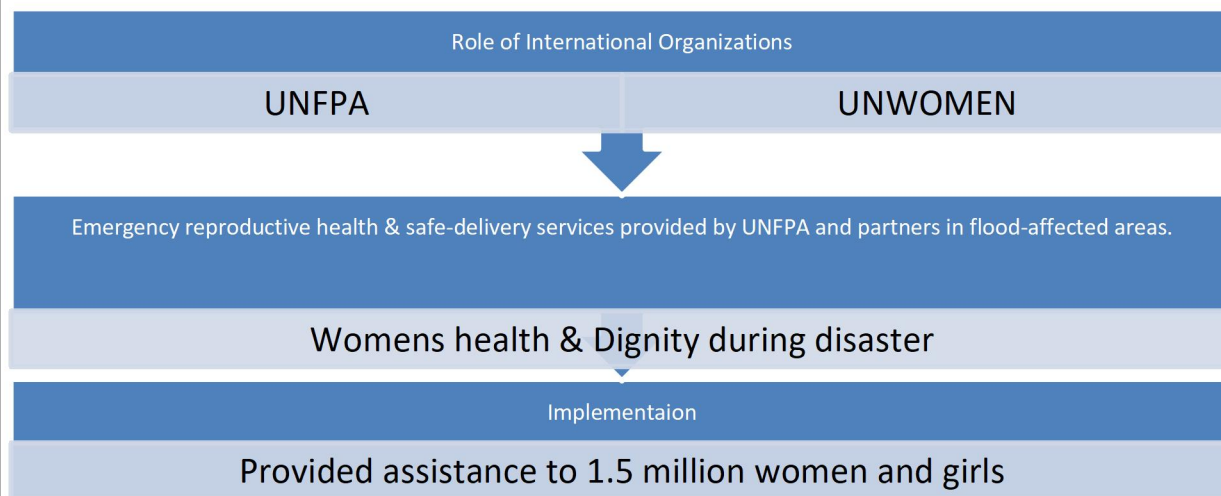 Role of International Organizations
UNFPA
UNWOMEN
Emergency reproductive health & safe-delivery services provided by UNFPA and partners in flood-affected areas.
Womens health & Dignity during disaster
Implementaion
Provided assistance to 1.5 million women and girls